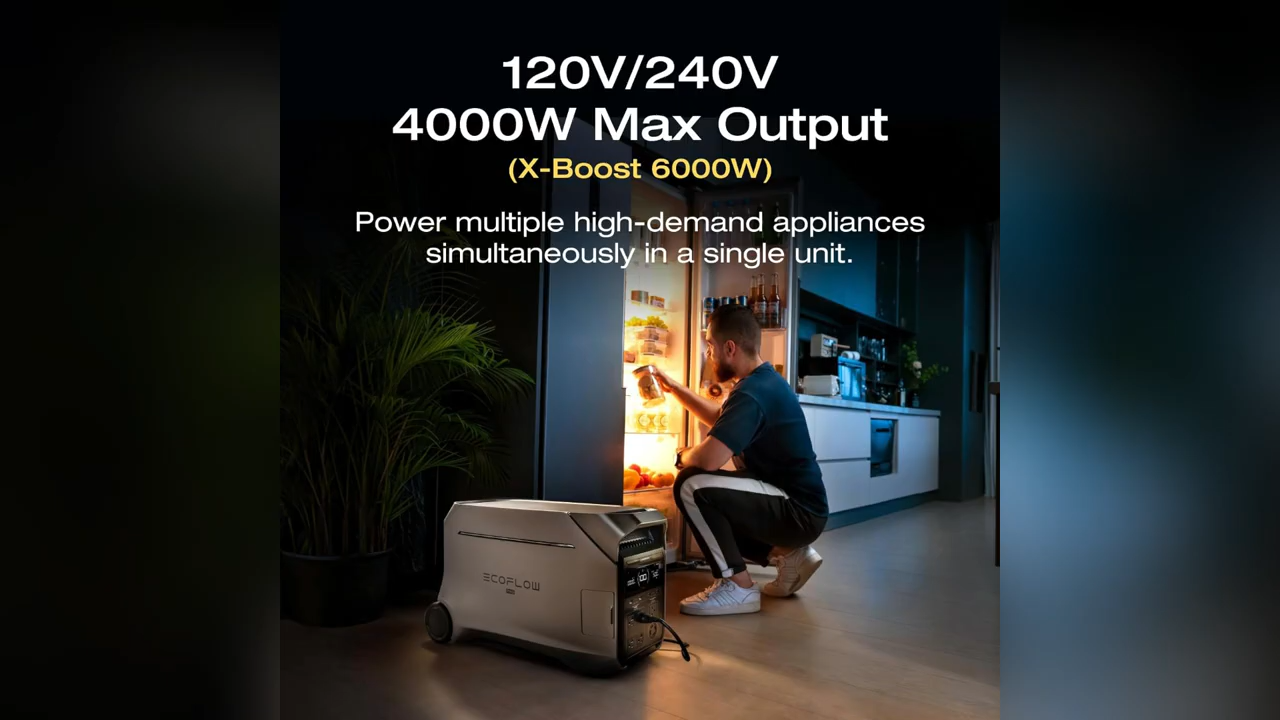 120V/240V
4000W Max Output
(X-Boost 6000W)
Power multiple high-demand appliances
simultaneously in a single unit.
ECOFLOW